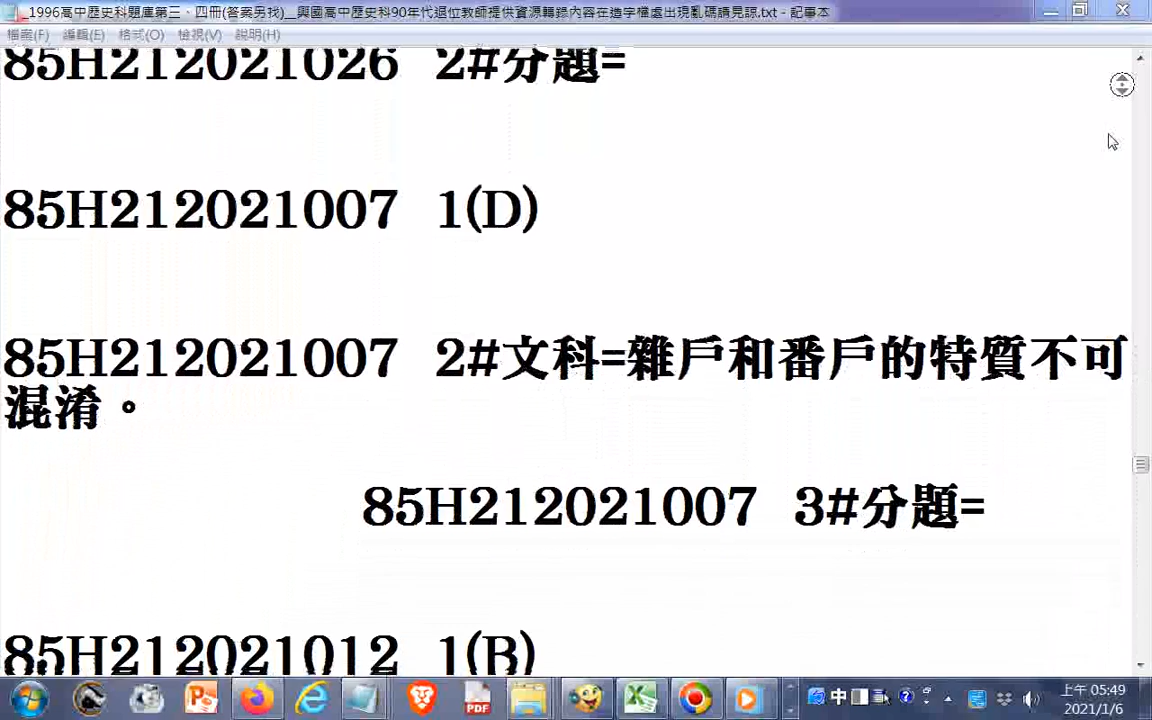 _1996高中歷史科題庫第三、四冊(答案另找)__興國高中歷史科90年代退位教師提供資源轉錄內容在造字檔處出現亂碼請見諒.txt - 記事本
檔案(F) 編輯(E) 格式(O) 檢視(V) 說明(H)
85H212021026 2#分題=
85H212021007 1(D)
85H212021007 2#文科=雜戶和番戶的特質不可
混淆。
85H212021007 3#分題=
85H212021012 1(B)
中
上午 05:49
2021/1/6